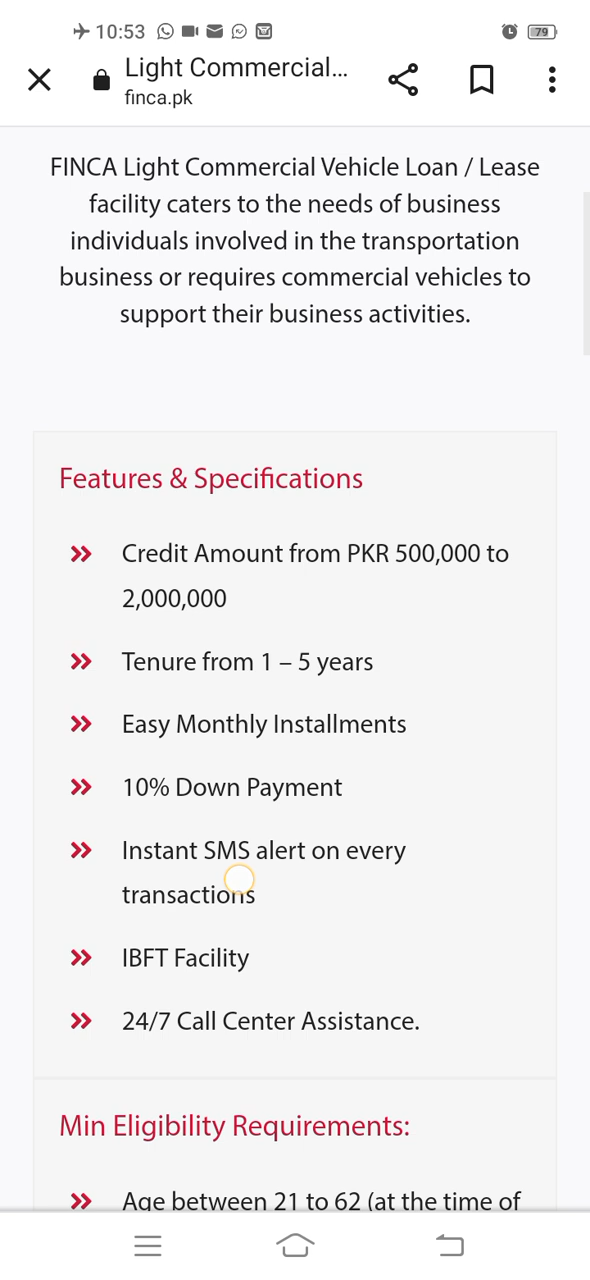 10:53
79
Light Commercial...
finca.pk
FINCA Light Commercial Vehicle Loan / Lease
facility caters to the needs of business
individuals involved in the transportation
business or requires commercial vehicles to
support their business activities.
Features & Specifications
Credit Amount from PKR 500,000 to
2,000,000
Tenure from 1 – 5 years
Easy Monthly Installments
10% Down Payment
Instant SMS alert on every
transactions
IBFT Facility
24/7 Call Center Assistance.
Min Eligibility Requirements:
Age between 21 to 62 (at the time of